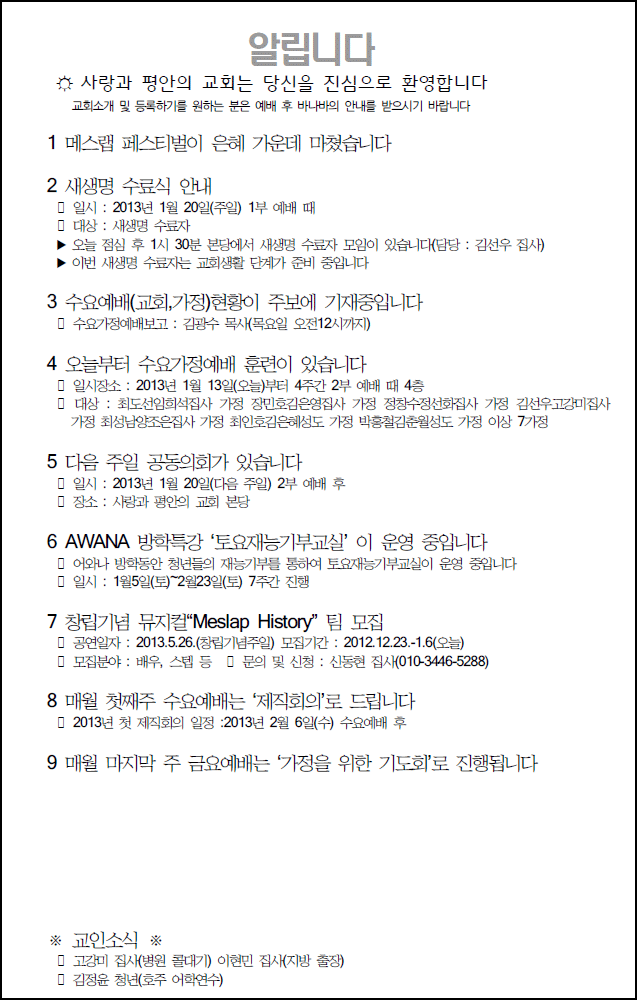 알립니다
☼ 사랑과 평안의 교회는 당신을 진심으로 환영합니다
교회소개 및 등록하기를 원하는 분은 예배 후 바나바의 안내를 받으시기 바랍니다
1 메스랩 페스티벌이 은혜 가운데 마쳤습니다
2 새생명 수료식 안내
▯ 일시 : 2013년 1월 20일(주일) 1부 예배 때
▯ 대상 : 새생명 수료자
▶ 오늘 점심 후 1시 30분 본당에서 새생명 수료자 모임이 있습니다(담당 : 김선우 집사)
▶ 이번 새생명 수료자는 교회생활 단계가 준비 중입니다
3 수요예배(교회,가정)현황이 주보에 기재중입니다
▯ 수요가정예배보고 : 김광수 목사(목요일 오전12시까지)
4 오늘부터 수요가정예배 훈련이 있습니다
▯ 일시장소 : 2013년 1월 13일(오늘)부터 4주간 2부 예배 때 4층
▯ 대상 : 최도선임희석집사 가정 장민호김은영집사 가정 정창수정선화집사 가정 김선우고강미집사
가정 최성남양조은집사 가정 최인호김은혜성도 가정 박흥철김춘월성도 가정 이상 7가정
5 다음 주일 공동의회가 있습니다
▯ 일시 : 2013년 1월 20일(다음 주일) 2부 예배 후
▯ 장소 : 사랑과 평안의 교회 본당
6 AWANA 방학특강 ‘토요재능기부교실’ 이 운영 중입니다
▯ 어와나 방학동안 청년들의 재능기부를 통하여 토요재능기부교실이 운영 중입니다
▯ 일시 : 1월5일(토)~2월23일(토) 7주간 진행
7 창립기념 뮤지컬“Meslap History” 팀 모집
▯ 공연일자 : 2013.5.26.(창립기념주일) 모집기간 : 2012.12.23.-1.6(오늘)
▯ 모집분야 : 배우, 스텝 등 ▯ 문의 및 신청 : 신동현 집사(010-3446-5288)
8 매월 첫째주 수요예배는 ‘제직회의’로 드립니다
▯ 2013년 첫 제직회의 일정 :2013년 2월 6일(수) 수요예배 후
9 매월 마지막 주 금요예배는 ‘가정을 위한 기도회’로 진행됩니다
※ 교인소식 ※
▯ 고강미 집사(병원 콜대기) 이현민 집사(지방 출장)
▯ 김정윤 청년(호주 어학연수)